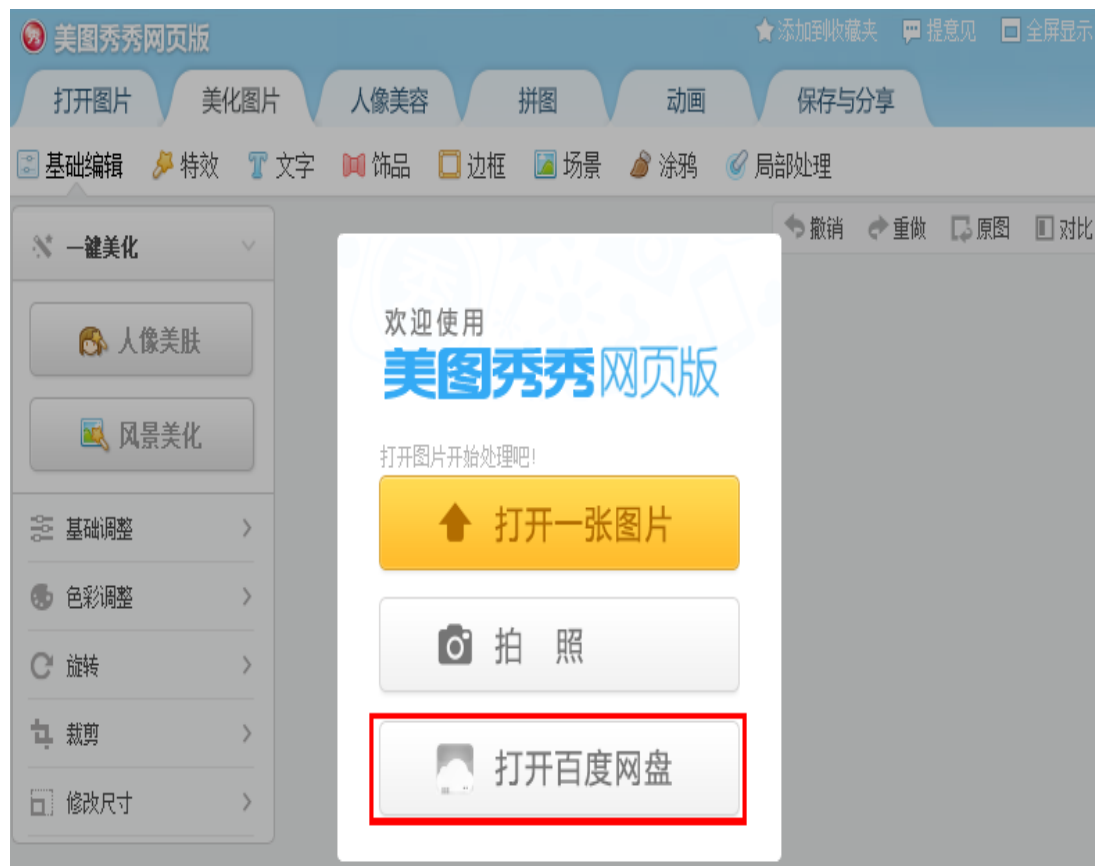 美图秀秀网页版
添加到收藏夹 提意见 全屏显示
打开图片 美化图片 人像美容 拼图 动画 保存与分享
基础编辑 特效 文字 饰品 边框 场景 涂鸦 局部处理
撤销 重做 原图 对比
一键美化
人像美肤
风景美化
基础调整
色彩调整
旋转
裁剪
修改尺寸
欢迎使用
美图秀秀网页版
打开图片开始处理吧!
打开一张图片
拍 照
打开百度网盘